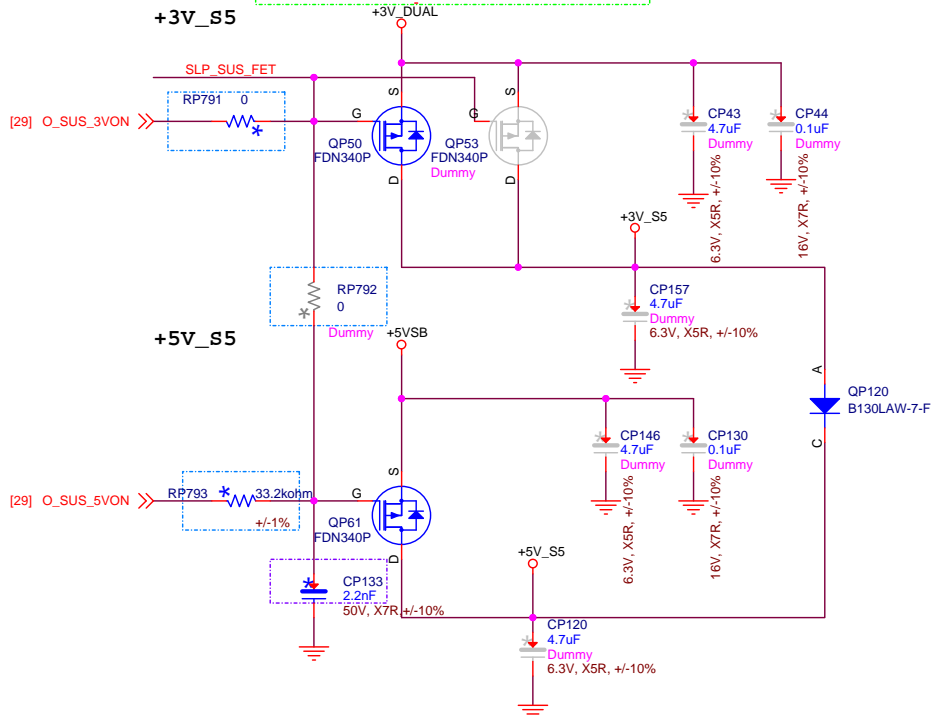 +3V_S5
+3V_DUAL
SLP_SUS_FET
RP791 0
[29] O_SUS_3VON
*
G
S
D
QP50
FDN340P
G
S
D
QP53
FDN340P
Dummy
*
CP43
4.7uF
Dummy
6.3V, X5R, +/-10%
*
CP44
0.1uF
Dummy
16V, X7R, +/-10%
+3V_S5
*
CP157
4.7uF
Dummy
6.3V, X5R, +/-10%
*
RP792
0
Dummy
+5V_S5
+5VSB
A
QP120
B130LAW-7-F
C
*
CP146
4.7uF
Dummy
6.3V, X5R, +/-10%
*
CP130
0.1uF
Dummy
16V, X7R, +/-10%
[29] O_SUS_5VON
RP793 * 33.2kohm
+/-1%
G
S
D
QP61
FDN340P
*
CP133
2.2nF
50V, X7R,+/-10%
+5V_S5
*
CP120
4.7uF
Dummy
6.3V, X5R, +/-10%